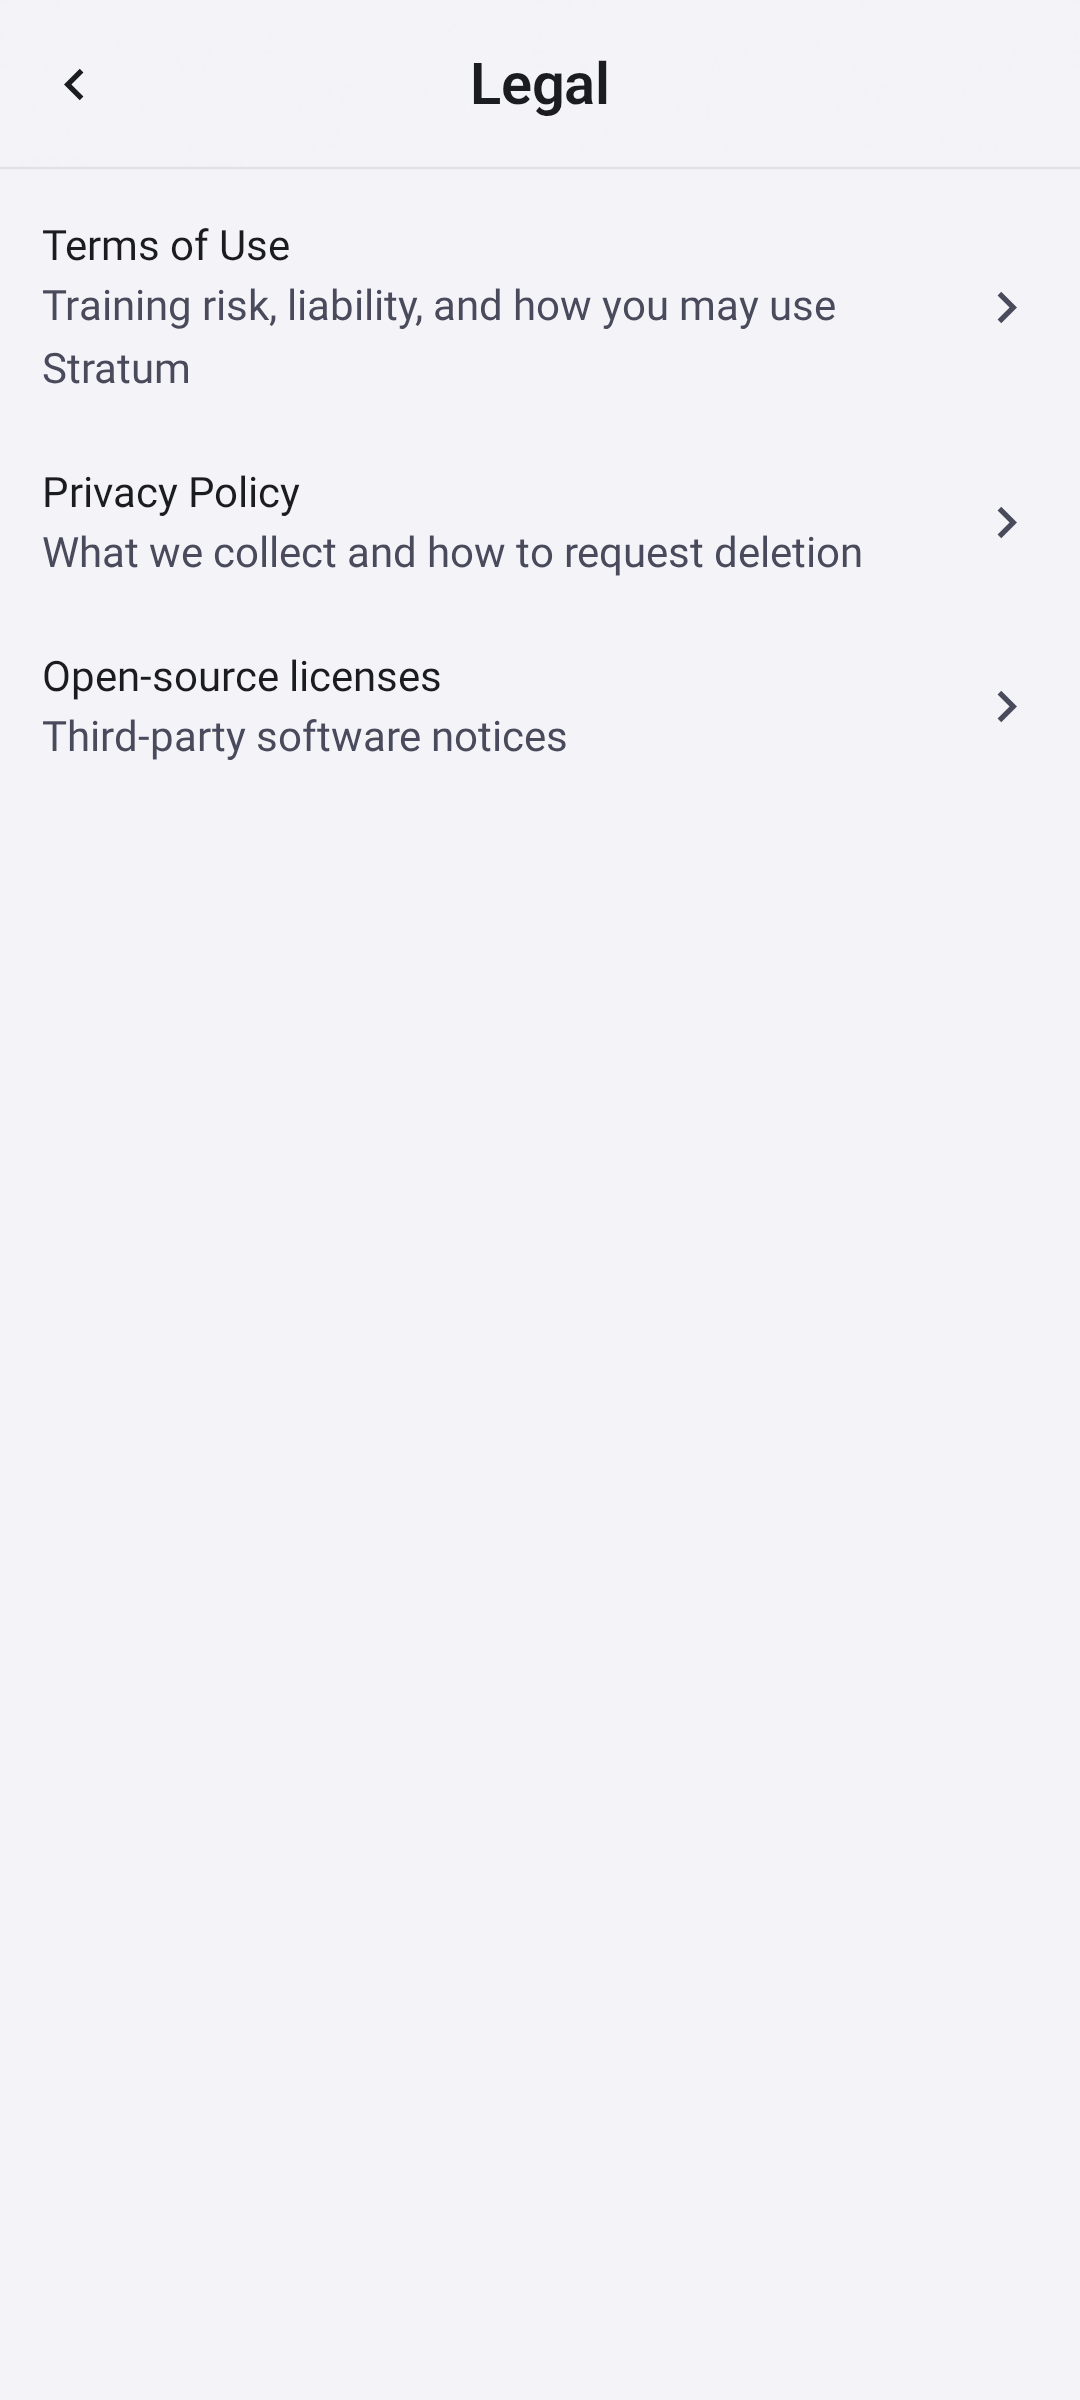 Legal
Terms of Use
Training risk, liability, and how you may use
Stratum
Privacy Policy
What we collect and how to request deletion
Open-source licenses
Third-party software notices